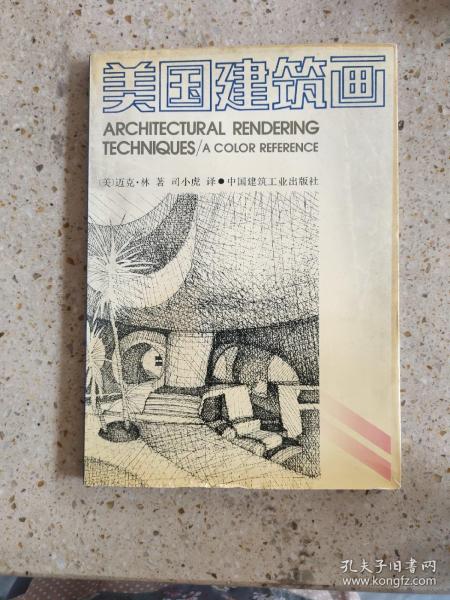 美国建筑画
ARCHITECTURAL RENDERING
TECHNIQUES/A COLOR REFERENCE
〔美〕迈克·林 著 司小虎 译●中国建筑工业出版社
孔夫子旧书网
www.kongfz.com